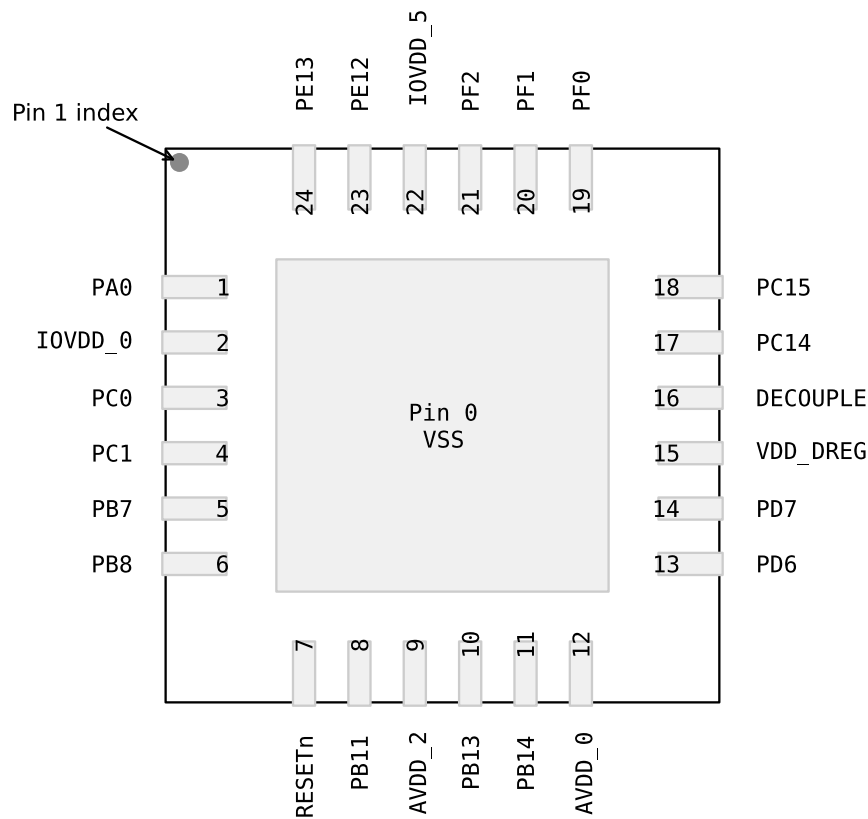 PE13
PE12
IOVDD_5
PF2
PF1
PF0
Pin 1 index
24
23
22
21
20
19
PA0
1
18
PC15
IOVDD_0
2
17
PC14
PC0
3
16
DECOUPLE
PC1
4
15
VDD_DREG
PB7
5
14
PD7
PB8
6
13
PD6
Pin 0
VSS
7
8
9
10
11
12
RESETn
PB11
AVDD_2
PB13
PB14
AVDD_0